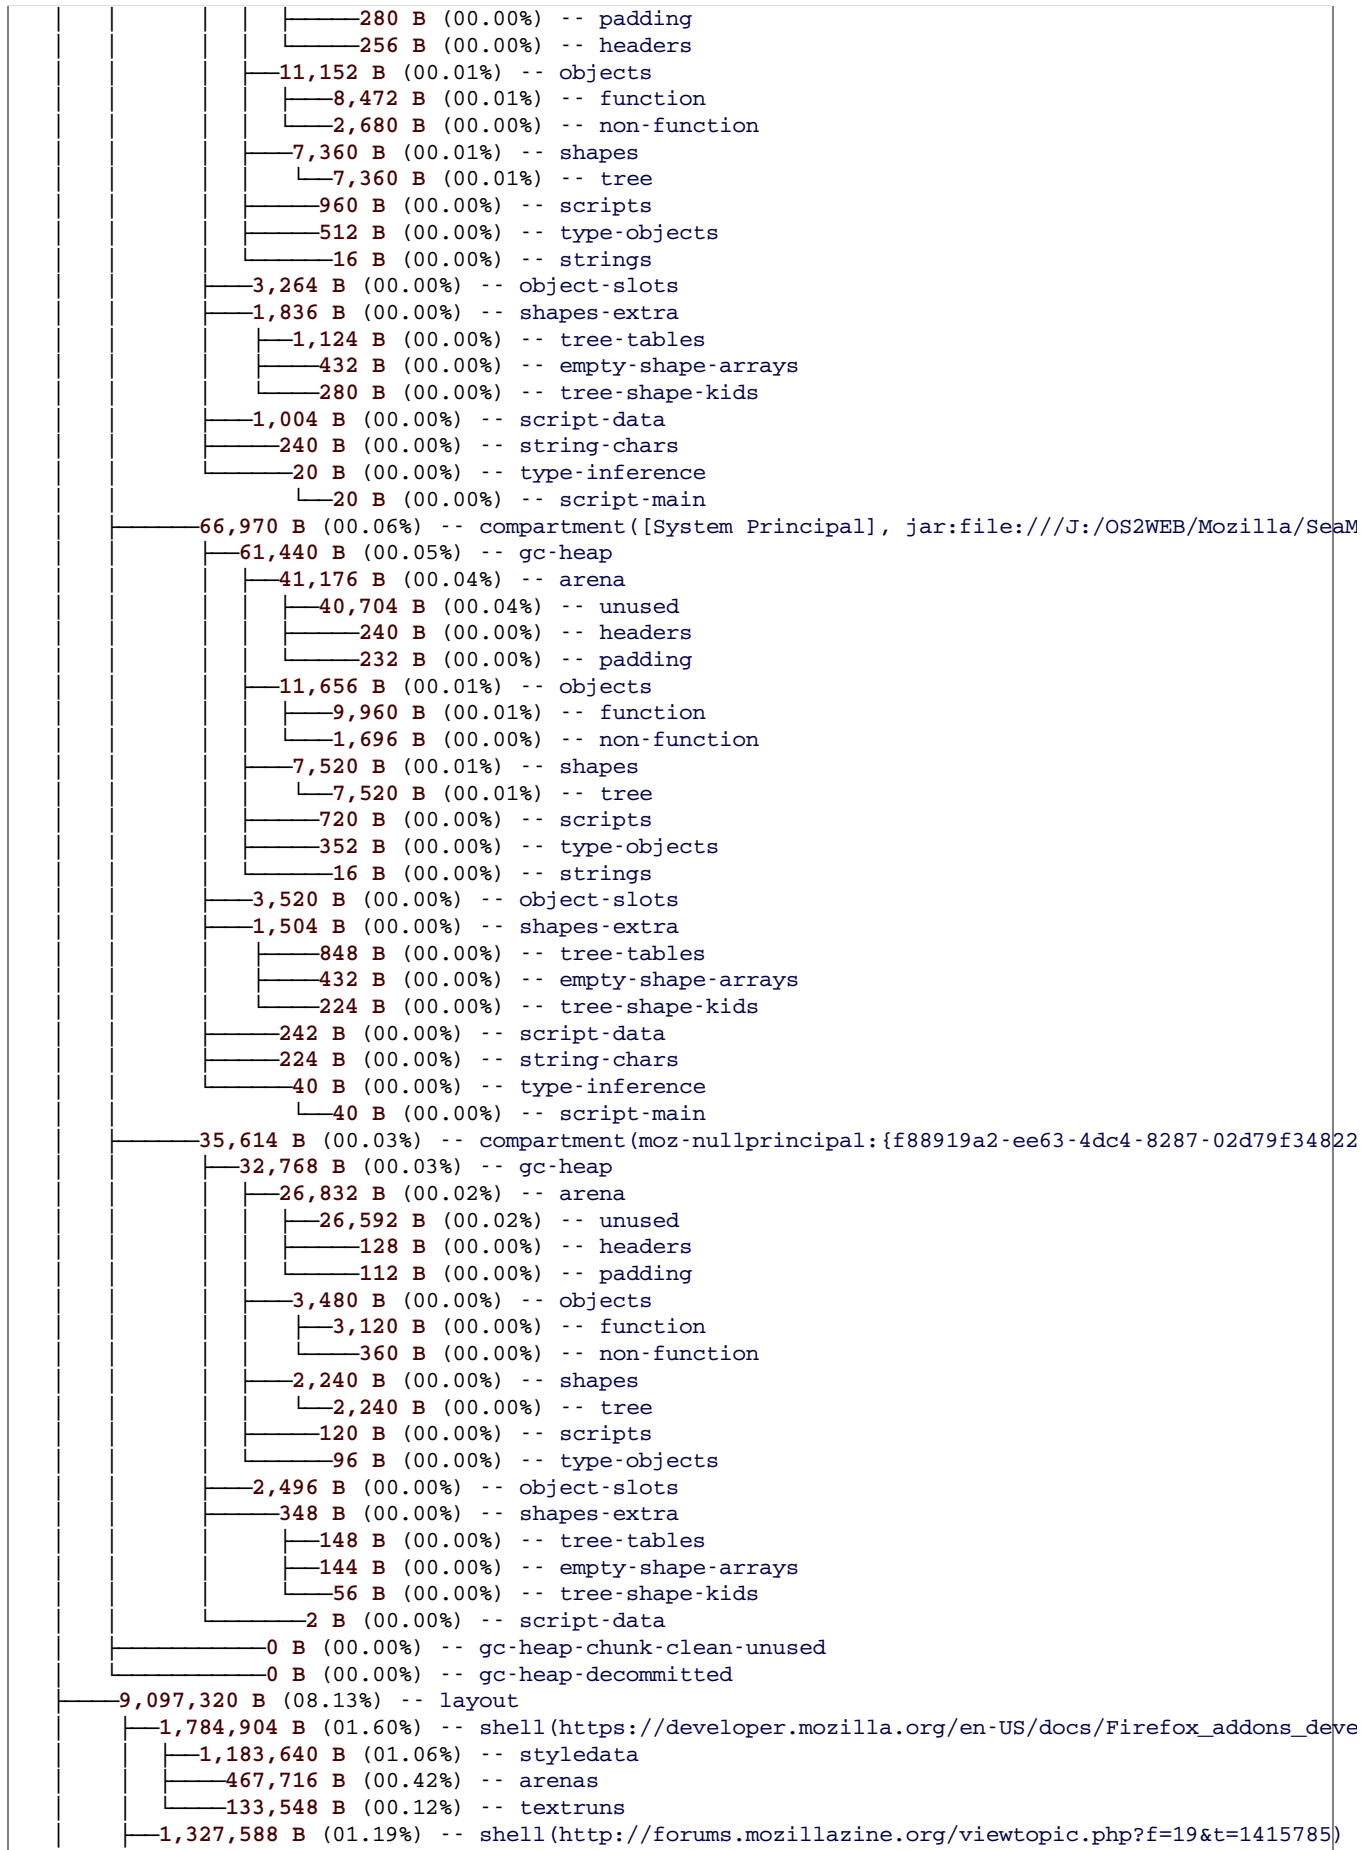 280 B (00.00%) -- padding
256 B (00.00%) -- headers
11,152 B (00.01%) -- objects
8,472 B (00.01%) -- function
2,680 B (00.00%) -- non-function
7,360 B (00.01%) -- shapes
7,360 B (00.01%) -- tree
960 B (00.00%) -- scripts
512 B (00.00%) -- type-objects
16 B (00.00%) -- strings
3,264 B (00.00%) -- object-slots
1,836 B (00.00%) -- shapes-extra
1,124 B (00.00%) -- tree-tables
432 B (00.00%) -- empty-shape-arrays
280 B (00.00%) -- tree-shape-kids
1,004 B (00.00%) -- script-data
240 B (00.00%) -- string-chars
20 B (00.00%) -- type-inference
20 B (00.00%) -- script-main
66,970 B (00.06%) -- compartment([System Principal], jar:file:///J:/OS2WEB/Mozilla/SeaM
61,440 B (00.05%) -- gc-heap
41,176 B (00.04%) -- arena
40,704 B (00.04%) -- unused
240 B (00.00%) -- headers
232 B (00.00%) -- padding
11,656 B (00.01%) -- objects
9,960 B (00.01%) -- function
1,696 B (00.00%) -- non-function
7,520 B (00.01%) -- shapes
7,520 B (00.01%) -- tree
720 B (00.00%) -- scripts
352 B (00.00%) -- type-objects
16 B (00.00%) -- strings
3,520 B (00.00%) -- object-slots
1,504 B (00.00%) -- shapes-extra
848 B (00.00%) -- tree-tables
432 B (00.00%) -- empty-shape-arrays
224 B (00.00%) -- tree-shape-kids
242 B (00.00%) -- script-data
224 B (00.00%) -- string-chars
40 B (00.00%) -- type-inference
40 B (00.00%) -- script-main
35,614 B (00.03%) -- compartment(moz-nullprincipal:{f88919a2-ee63-4dc4-8287-02d79f34822
32,768 B (00.03%) -- gc-heap
26,832 B (00.02%) -- arena
26,592 B (00.02%) -- unused
128 B (00.00%) -- headers
112 B (00.00%) -- padding
3,480 B (00.00%) -- objects
3,120 B (00.00%) -- function
360 B (00.00%) -- non-function
2,240 B (00.00%) -- shapes
2,240 B (00.00%) -- tree
120 B (00.00%) -- scripts
96 B (00.00%) -- type-objects
2,496 B (00.00%) -- object-slots
348 B (00.00%) -- shapes-extra
148 B (00.00%) -- tree-tables
144 B (00.00%) -- empty-shape-arrays
56 B (00.00%) -- tree-shape-kids
2 B (00.00%) -- script-data
0 B (00.00%) -- gc-heap-chunk-clean-unused
0 B (00.00%) -- gc-heap-decommitted
9,097,320 B (08.13%) -- layout
1,784,904 B (01.60%) -- shell(https://developer.mozilla.org/en-US/docs/Firefox_addons_deve
1,183,640 B (01.06%) -- styledata
467,716 B (00.42%) -- arenas
133,548 B (00.12%) -- textruns
1,327,588 B (01.19%) -- shell(http://forums.mozillazine.org/viewtopic.php?f=19&t=1415785)